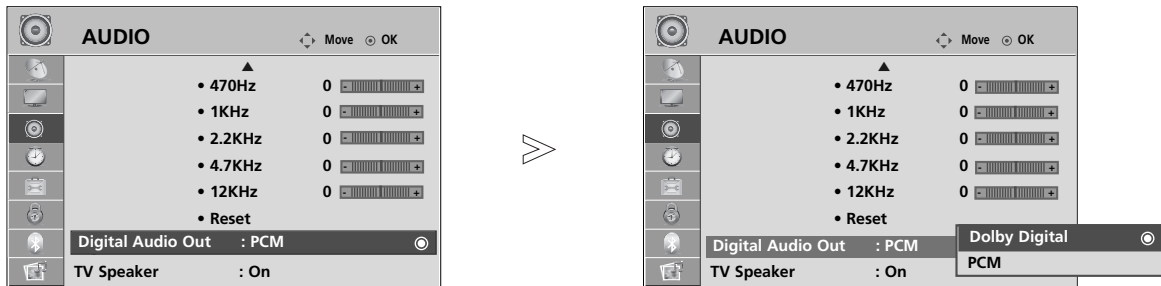 AUDIO Move OK
• 470Hz 0 - +
• 1KHz 0 - +
• 2.2KHz 0 - +
• 4.7KHz 0 - +
• 12KHz 0 - +
• Reset
Digital Audio Out : PCM
TV Speaker : On
AUDIO Move OK
• 470Hz 0 - +
• 1KHz 0 - +
• 2.2KHz 0 - +
• 4.7KHz 0 - +
• 12KHz 0 - +
• Reset
Digital Audio Out : PCM
TV Speaker : On
Dolby Digital
PCM